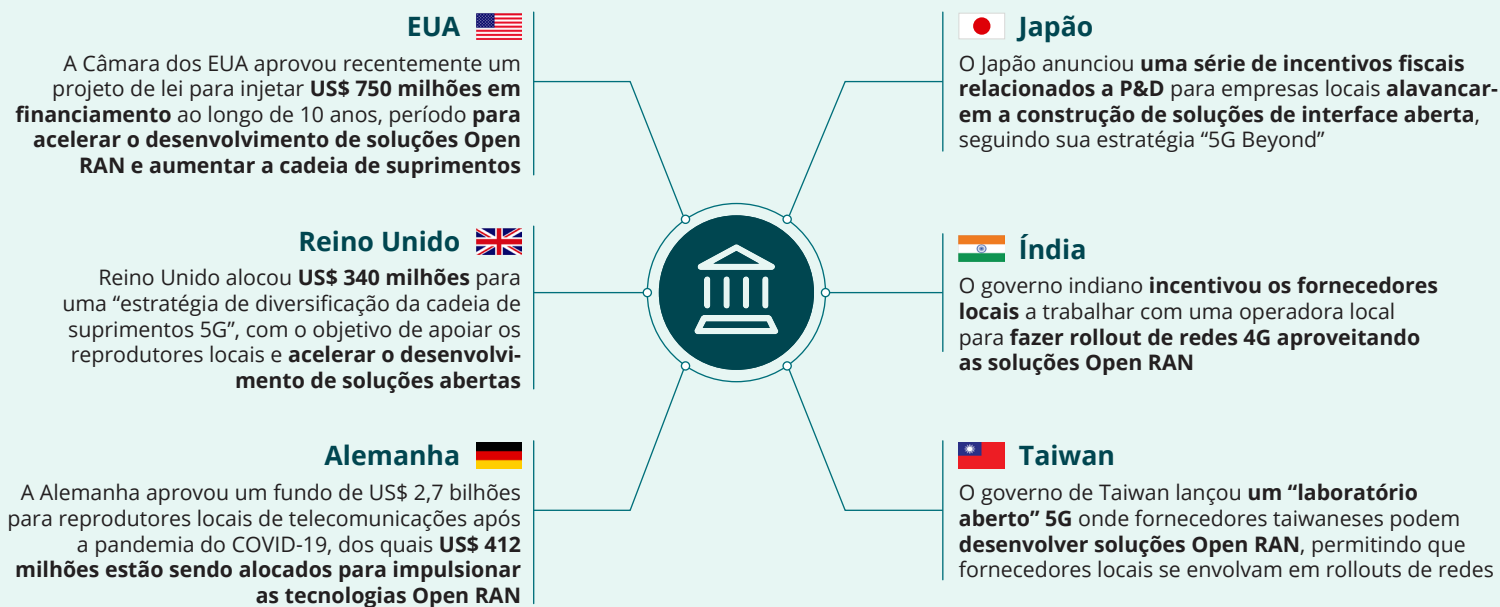 EUA
A Câmara dos EUA aprovou recentemente um
projeto de lei para injetar US$ 750 milhões em
financiamento ao longo de 10 anos, período para
acelerar o desenvolvimento de soluções Open
RAN e aumentar a cadeia de suprimentos
Reino Unido
Reino Unido alocou US$ 340 milhões para
uma “estratégia de diversificação da cadeia de
suprimentos 5G”, com o objetivo de apoiar os
reprodutores locais e acelerar o desenvolvi-
mento de soluções abertas
Alemanha
A Alemanha aprovou um fundo de US$ 2,7 bilhões
para reprodutores locais de telecomunicações após
a pandemia do COVID-19, dos quais US$ 412
milhões estão sendo alocados para impulsionar
as tecnologias Open RAN
Japão
O Japão anunciou uma série de incentivos fiscais
relacionados a P&D para empresas locais alavancar-
em a construção de soluções de interface aberta,
seguindo sua estratégia “5G Beyond”
Índia
O governo indiano incentivou os fornecedores
locais a trabalhar com uma operadora local
para fazer rollout de redes 4G aproveitando
as soluções Open RAN
Taiwan
O governo de Taiwan lançou um “laboratório
aberto” 5G onde fornecedores taiwaneses podem
desenvolver soluções Open RAN, permitindo que
fornecedores locais se envolvam em rollouts de redes